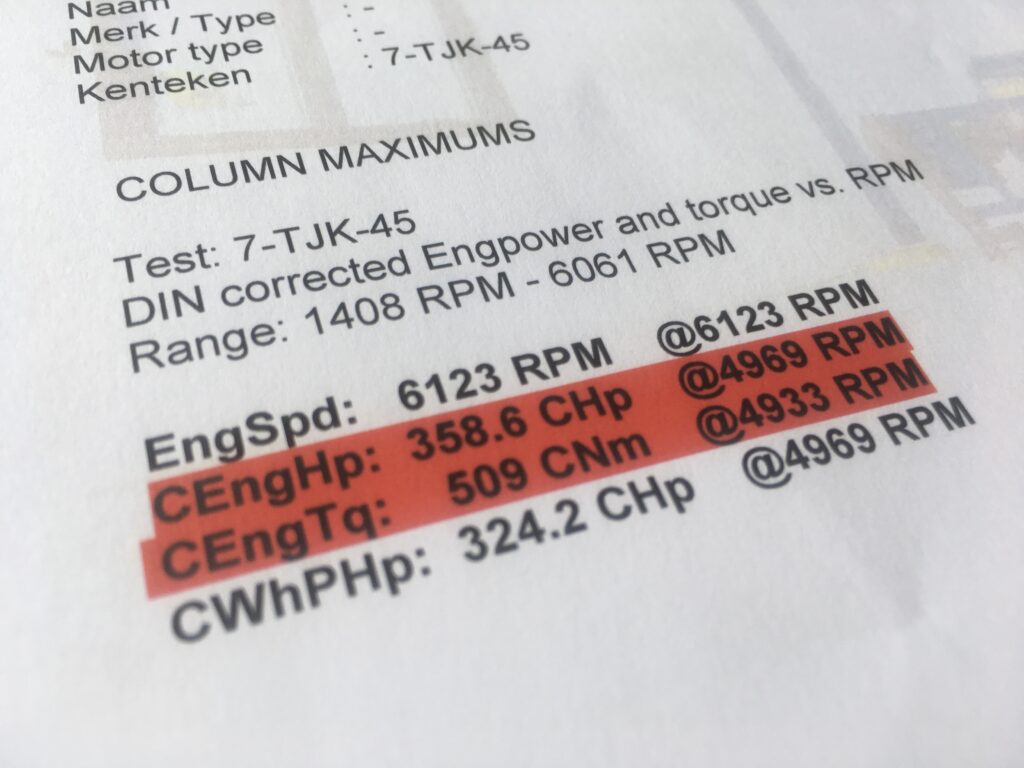 Naam : -
Merk / Type : -
Motor type : 7-TJK-45
Kenteken
COLUMN MAXIMUMS
Test: 7-TJK-45
DIN corrected Engpower and torque vs. RPM
Range: 1408 RPM - 6061 RPM
EngSpd: 6123 RPM @6123 RPM
CEngHp: 358.6 CHp @4969 RPM
CEngTq: 509 CNm @4933 RPM
CWhPHp: 324.2 CHp @4969 RPM